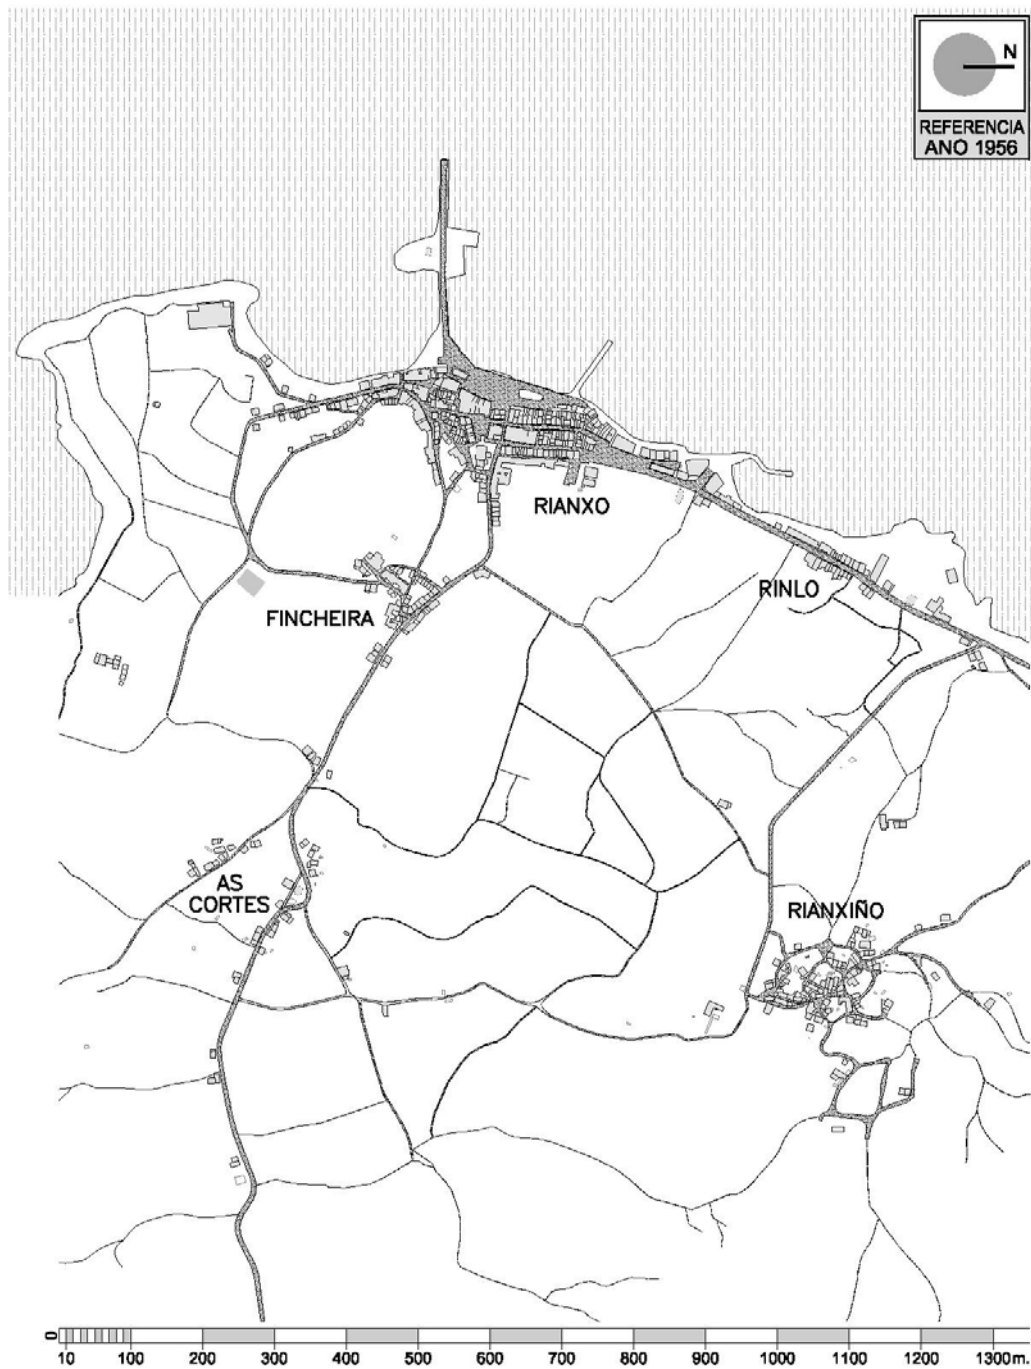 N
REFERENCIA
ANO 1956
RIANXO
RINLO
FINCHEIRA
AS
CORTES
RIANXIÑO
0
10 100 200 300 400 500 600 700 800 900 1000 1100 1200 1300m.